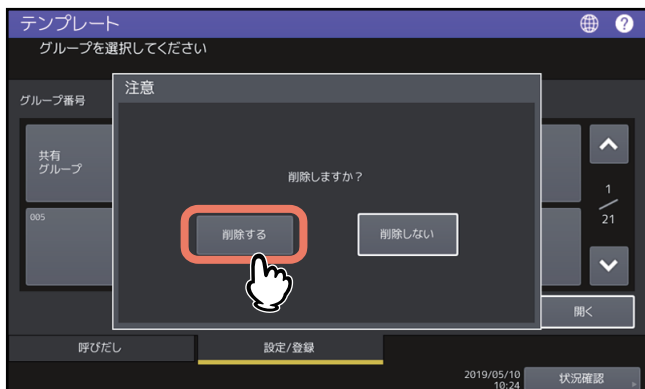 テンプレート
?
グループを選択してください
注意
グループ番号
削除しますか?
共有
グループ
1
21
005
削除する
削除しない
開く
呼びだし
設定/登録
2019/05/10
10:24
状況確認